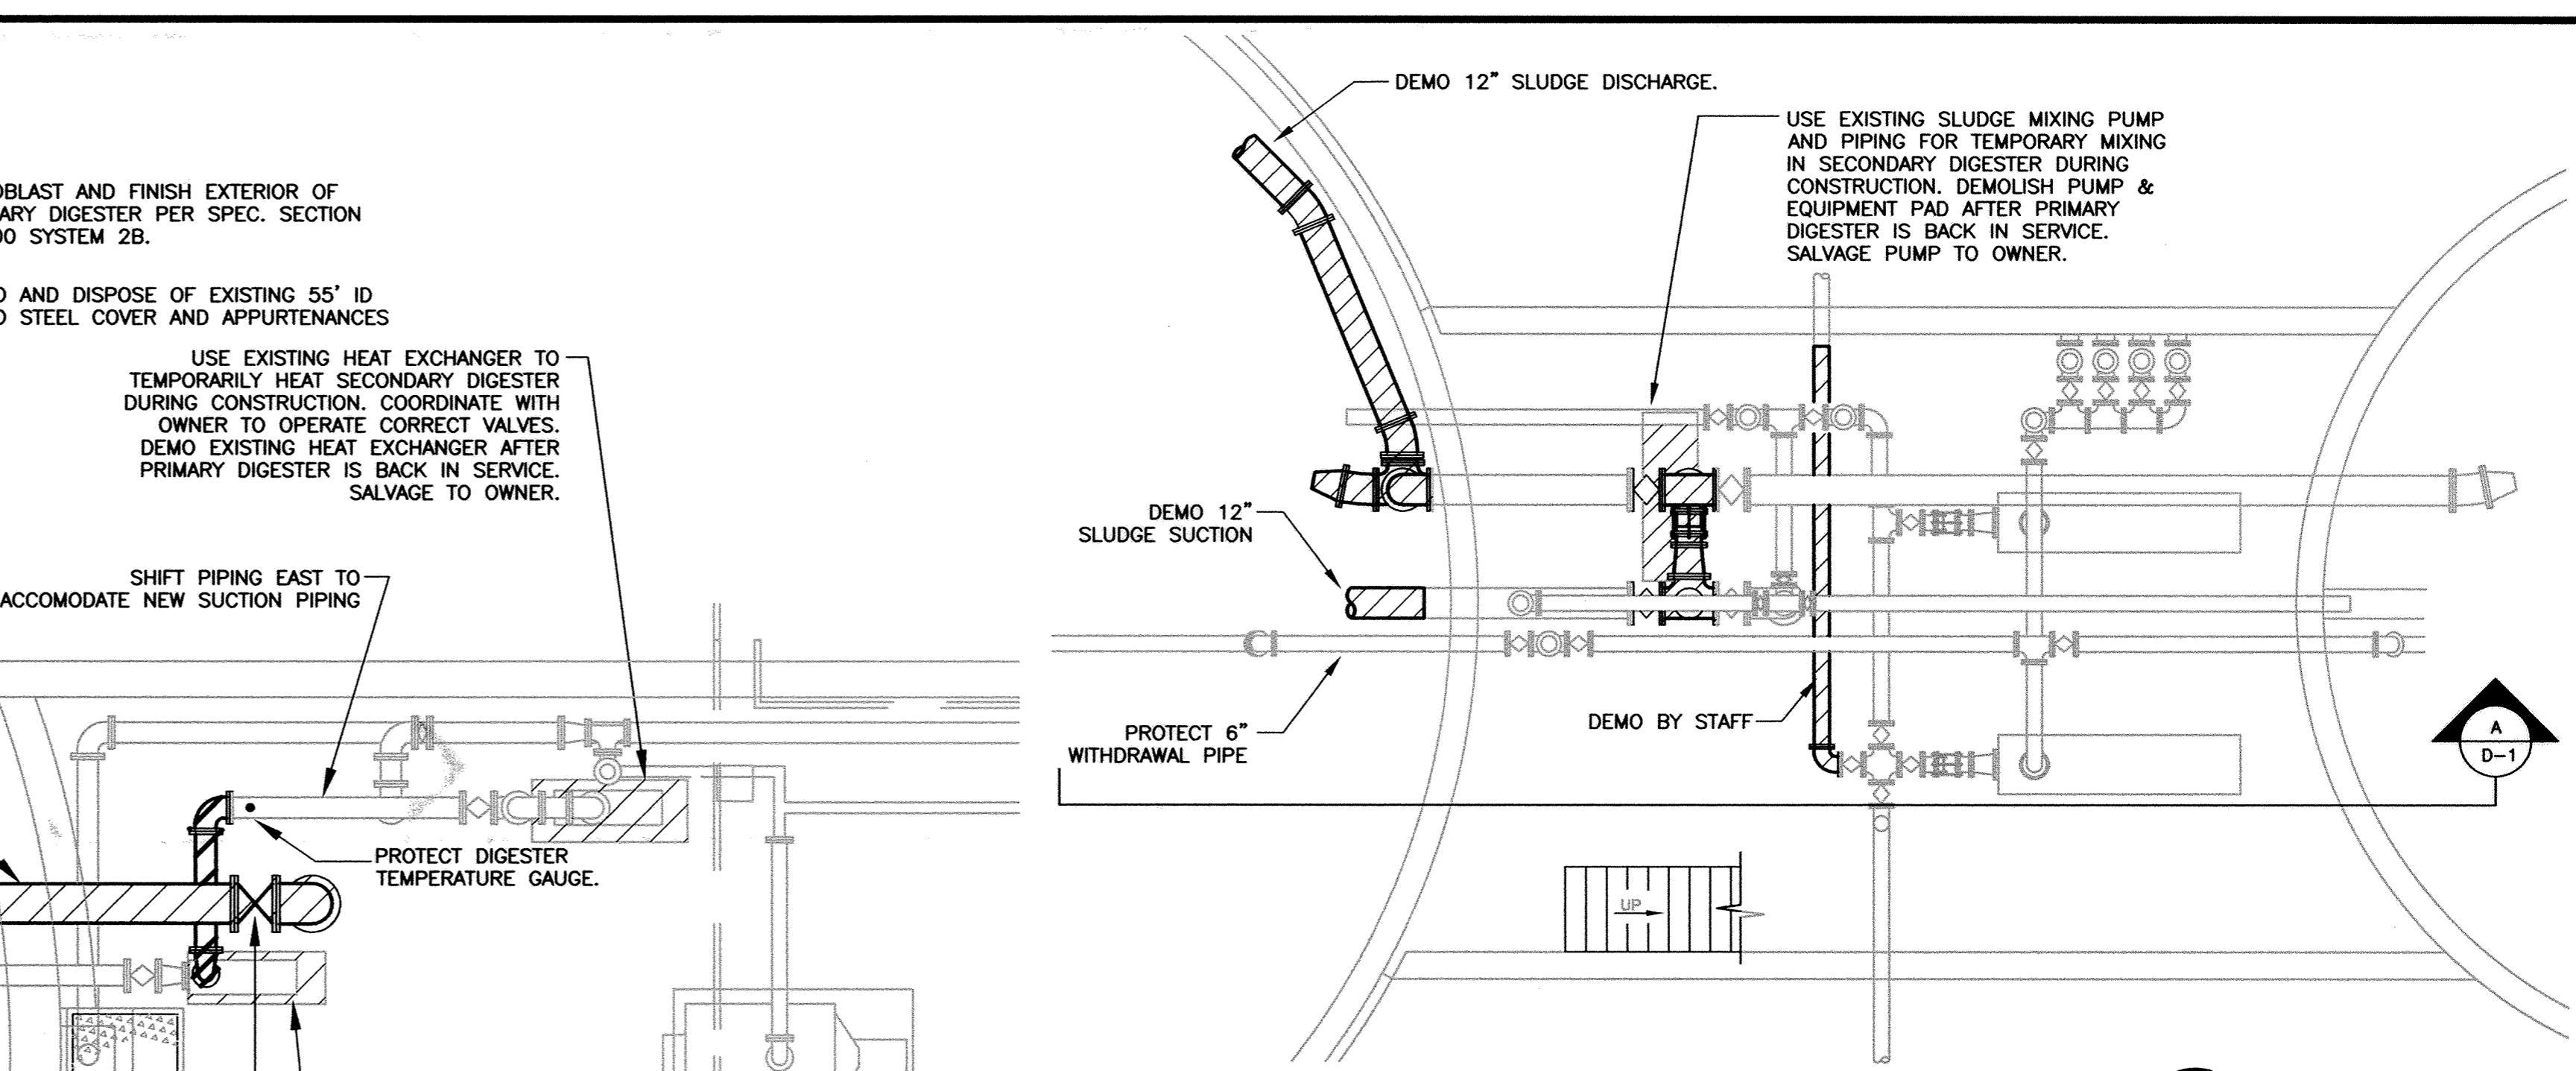 DEMO 12" SLUDGE DISCHARGE.
USE EXISTING SLUDGE MIXING PUMP
AND PIPING FOR TEMPORARY MIXING
IN SECONDARY DIGESTER DURING
CONSTRUCTION. DEMOLISH PUMP &
EQUIPMENT PAD AFTER PRIMARY
DIGESTER IS BACK IN SERVICE.
SALVAGE PUMP TO OWNER.
AND FINISH EXTERIOR OF
DIGESTER PER SPEC. SECTION
SYSTEM 2B.
AND DISPOSE OF EXISTING 55' ID
STEEL COVER AND APPURTENANCES
USE EXISTING HEAT EXCHANGER TO
TEMPORARILY HEAT SECONDARY DIGESTER
DURING CONSTRUCTION. COORDINATE WITH
OWNER TO OPERATE CORRECT VALVES.
DEMO EXISTING HEAT EXCHANGER AFTER
PRIMARY DIGESTER IS BACK IN SERVICE.
SALVAGE TO OWNER.
DEMO 12"
SLUDGE SUCTION
SHIFT PIPING EAST TO
ACCOMODATE NEW SUCTION PIPING
PROTECT 6"
WITHDRAWAL PIPE
DEMO BY STAFF
A
D-1
PROTECT DIGESTER
TEMPERATURE GAUGE.
UP